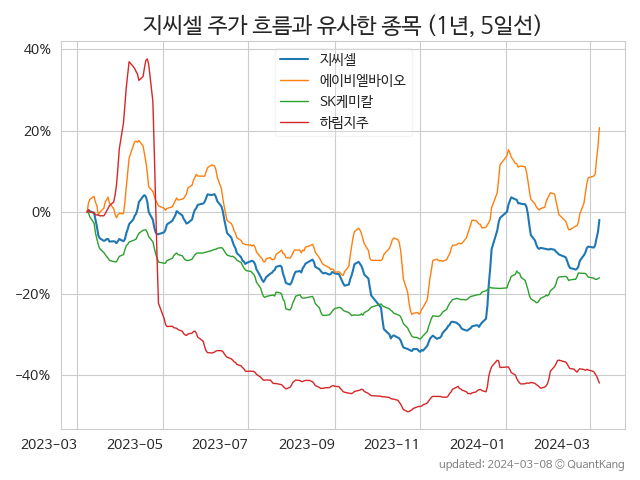 지씨셀 주가 흐름과 유사한 종목 (1년, 5일선)
지씨셀
에이비엘바이오
SK케미칼
하림지주
40%
20%
0%
−20%
−40%
2023-03 2023-05 2023-07 2023-09 2023-11 2024-01 2024-03
updated: 2024-03-08 © QuantKang